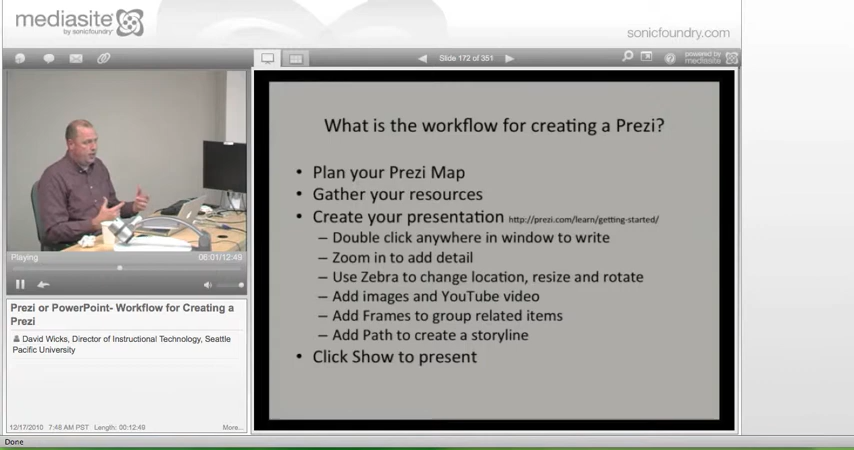 mediasite
by sonicfoundry
sonicfoundry.com
Slide 172 of 351
powered by
mediasite
What is the workflow for creating a Prezi?
• Plan your Prezi Map
• Gather your resources
• Create your presentation http://prezi.com/learn/getting-started/
– Double click anywhere in window to write
– Zoom in to add detail
– Use Zebra to change location, resize and rotate
– Add images and YouTube video
– Add Frames to group related items
– Add Path to create a storyline
• Click Show to present
Playing
06:01/12:49
Prezi or PowerPoint- Workflow for Creating a
Prezi
David Wicks, Director of Instructional Technology, Seattle
Pacific University
12/17/2010 7:48 AM PST Length: 00:12:49 More...
Done